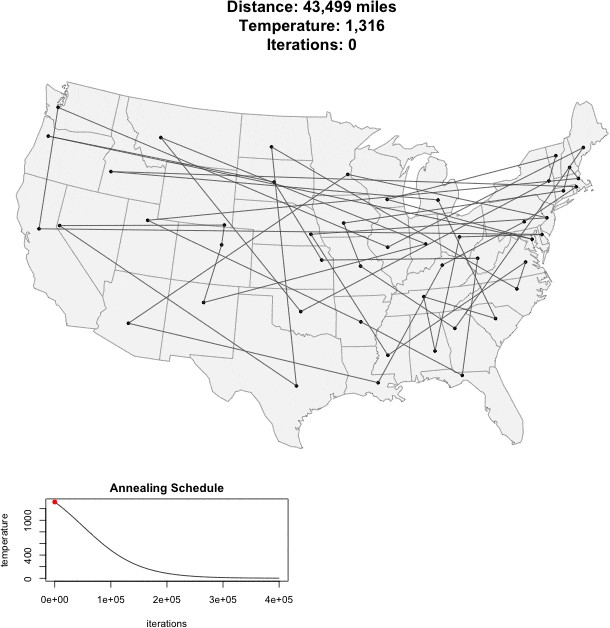 Distance: 43,499 miles
Temperature: 1,316
Iterations: 0
Annealing Schedule
temperature
0 400 1000
0e+00 1e+05 2e+05 3e+05 4e+05
iterations